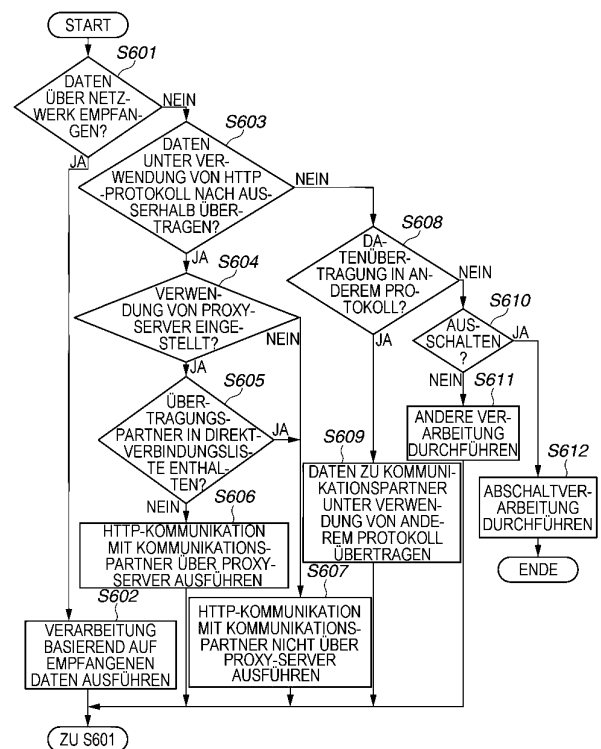 START
S601
DATEN
ÜBER NETZ-
WERK EMPFAN-
GEN?
NEIN
JA
S603
DATEN
UNTER VER-
WENDUNG VON HTTP
-PROTOKOLL NACH AUS-
SERHALB ÜBER-
TRAGEN?
NEIN
JA
S604
VERWEN-
DUNG VON PROXY-
SERVER EINGE-
STELLT?
NEIN
JA
S605
ÜBER-
TRAGUNGS-
PARTNER IN DIREKT-
VERBINDUNGSLIS-
TE ENTHAL-
TEN?
JA
NEIN
S606
HTTP-KOMMUNIKATION
MIT KOMMUNIKATIONS-
PARTNER ÜBER PROXY-
SERVER AUSFÜHREN
S602
VERARBEITUNG
BASIEREND AUF
EMPFANGENEN
DATEN AUSFÜHREN
S607
HTTP-KOMMUNIKATION
MIT KOMMUNIKATIONS-
PARTNER NICHT ÜBER
PROXY-SERVER
AUSFÜHREN
S608
DA-
TENÜBER-
TRAGUNG IN AN-
DEREM PRO-
TOKOLL?
NEIN
JA
S609
DATEN ZU KOMMUNI-
KATIONSPARTNER
UNTER VERWEN-
DUNG VON ANDE-
REM PROTOKOLL
ÜBERTRAGEN
S610
AUS-
SCHALTEN
?
JA
NEIN
S611
ANDERE VER-
ARBEITUNG
DURCHFÜHREN
S612
ABSCHALTVER-
ARBEITUNG
DURCHFÜHREN
ENDE
ZU S601